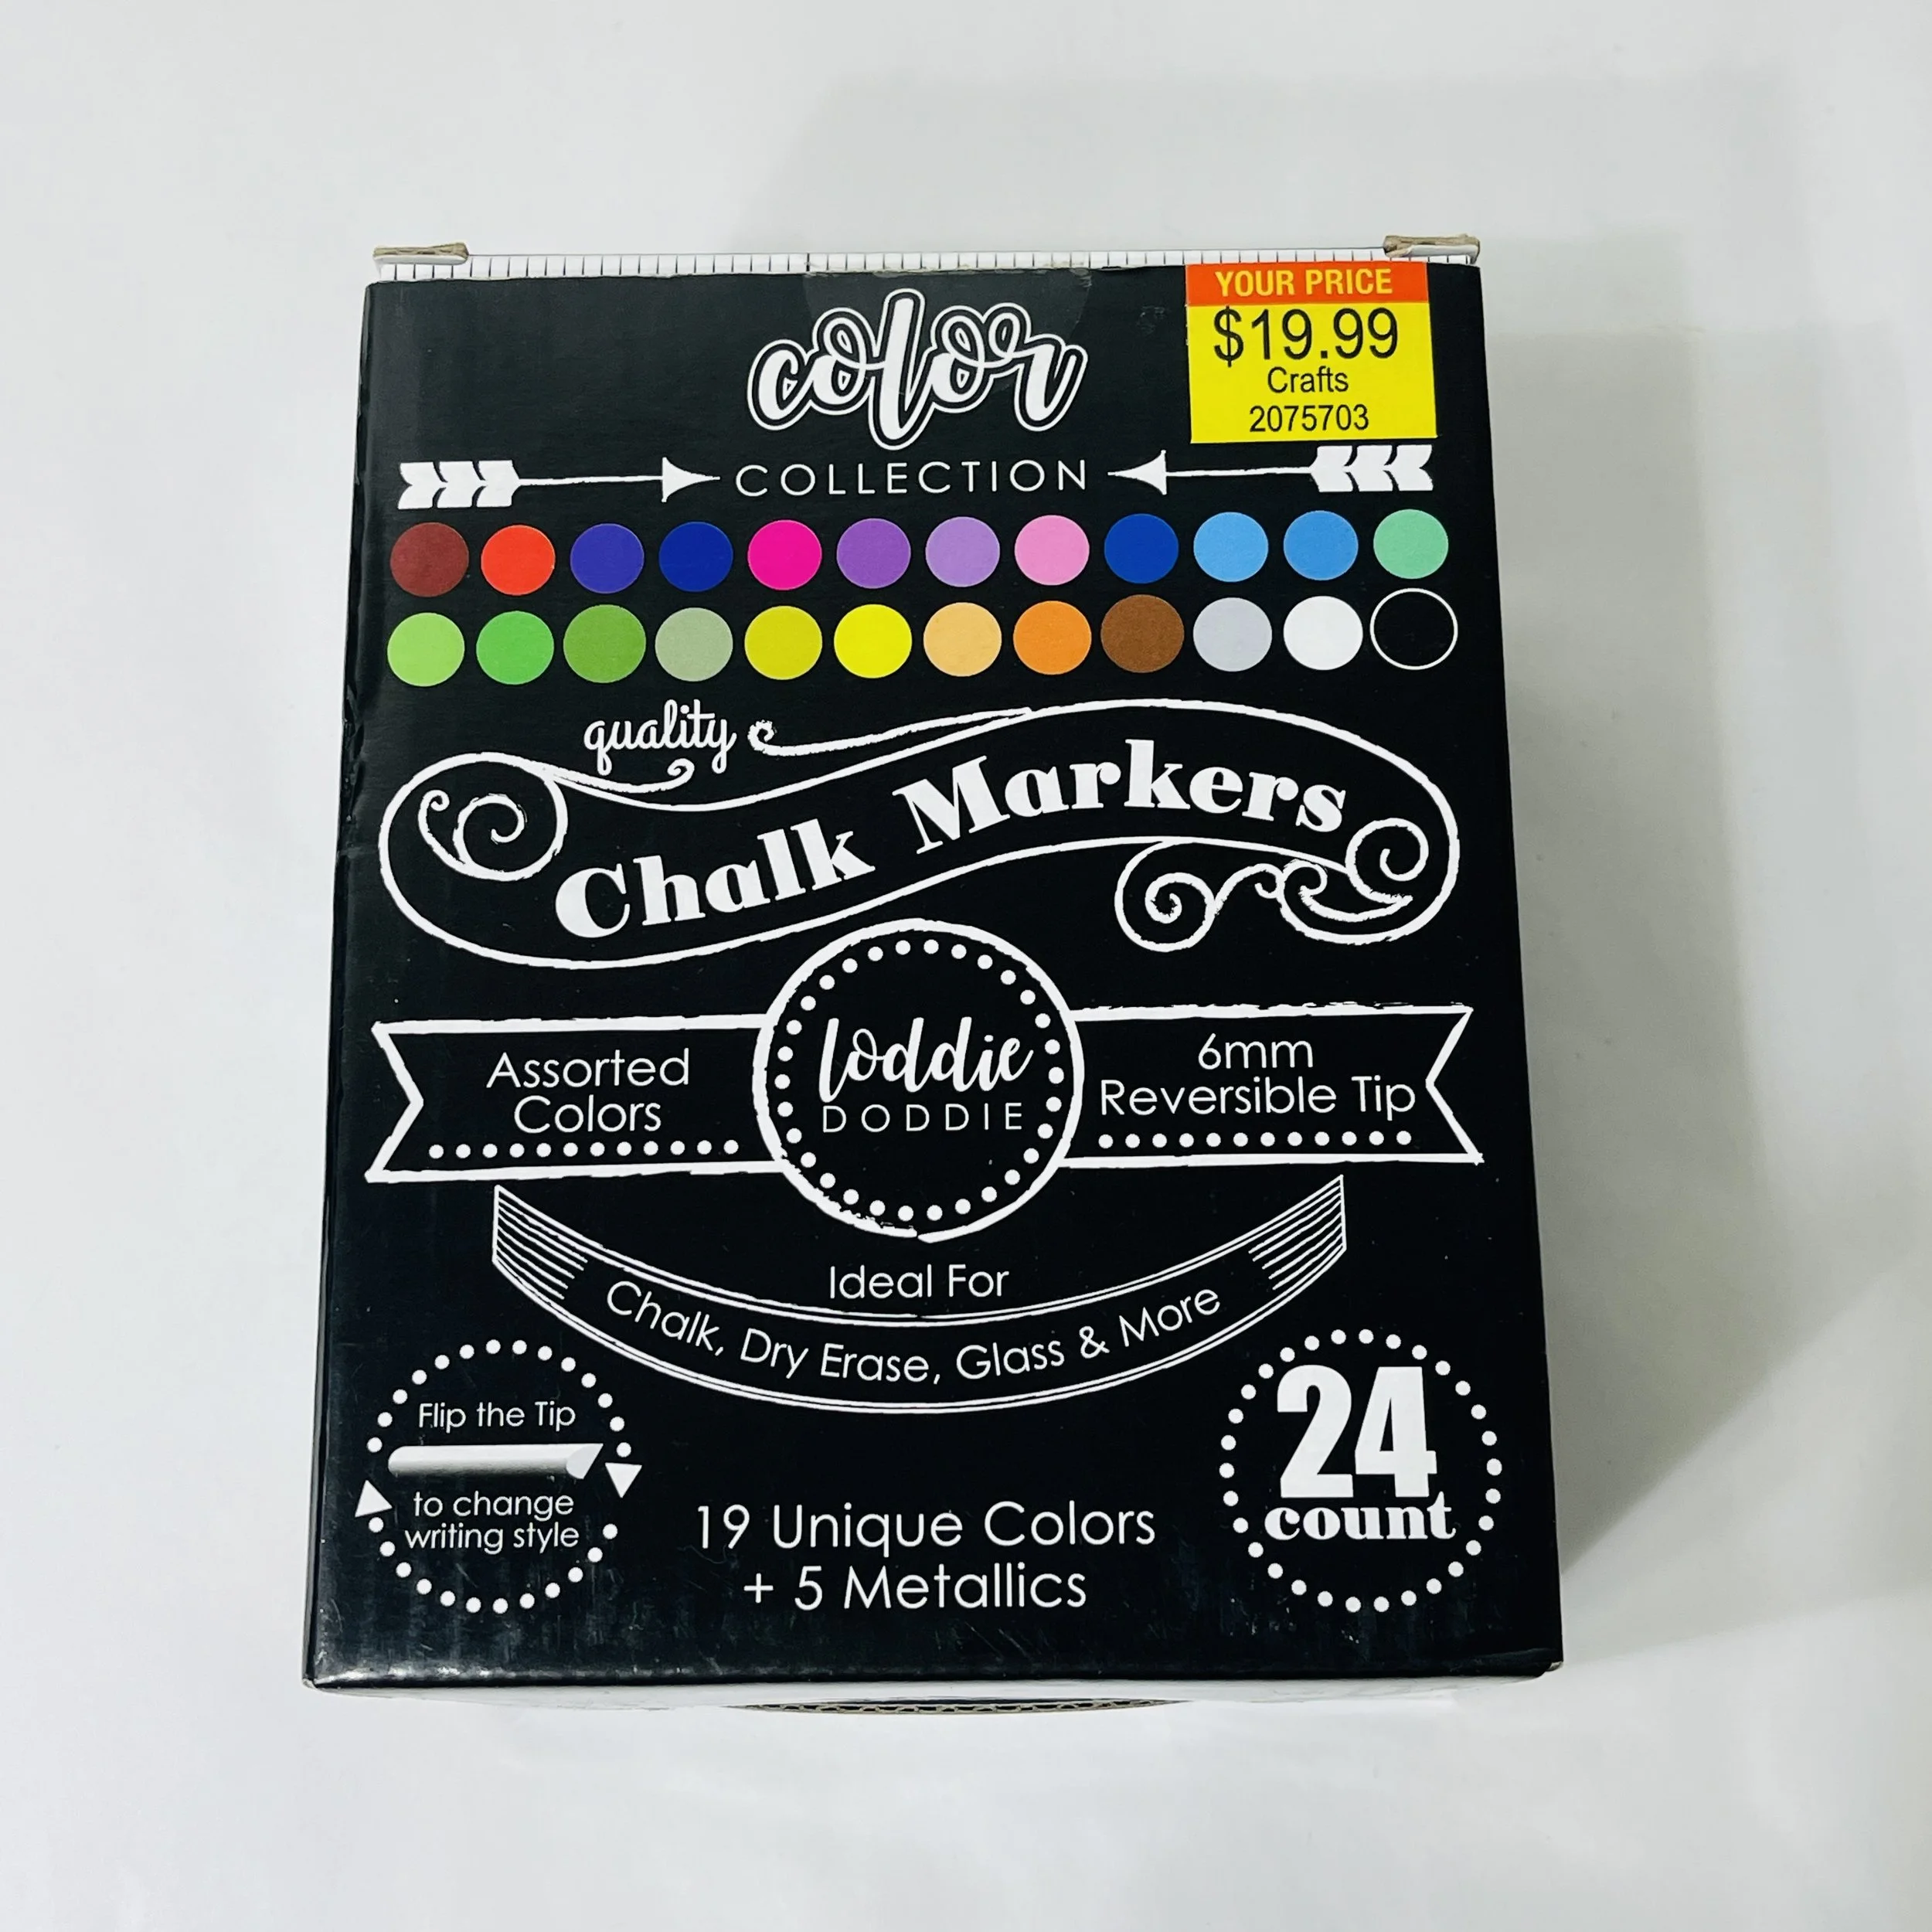 color
COLLECTION
YOUR PRICE
$19.99
Crafts
2075703
quality
Chalk Markers
Assorted
Colors
loddie
DODDIE
6mm
Reversible Tip
Ideal For
Chalk, Dry Erase, Glass & More
Flip the Tip
to change
writing style
19 Unique Colors
+ 5 Metallics
24
count